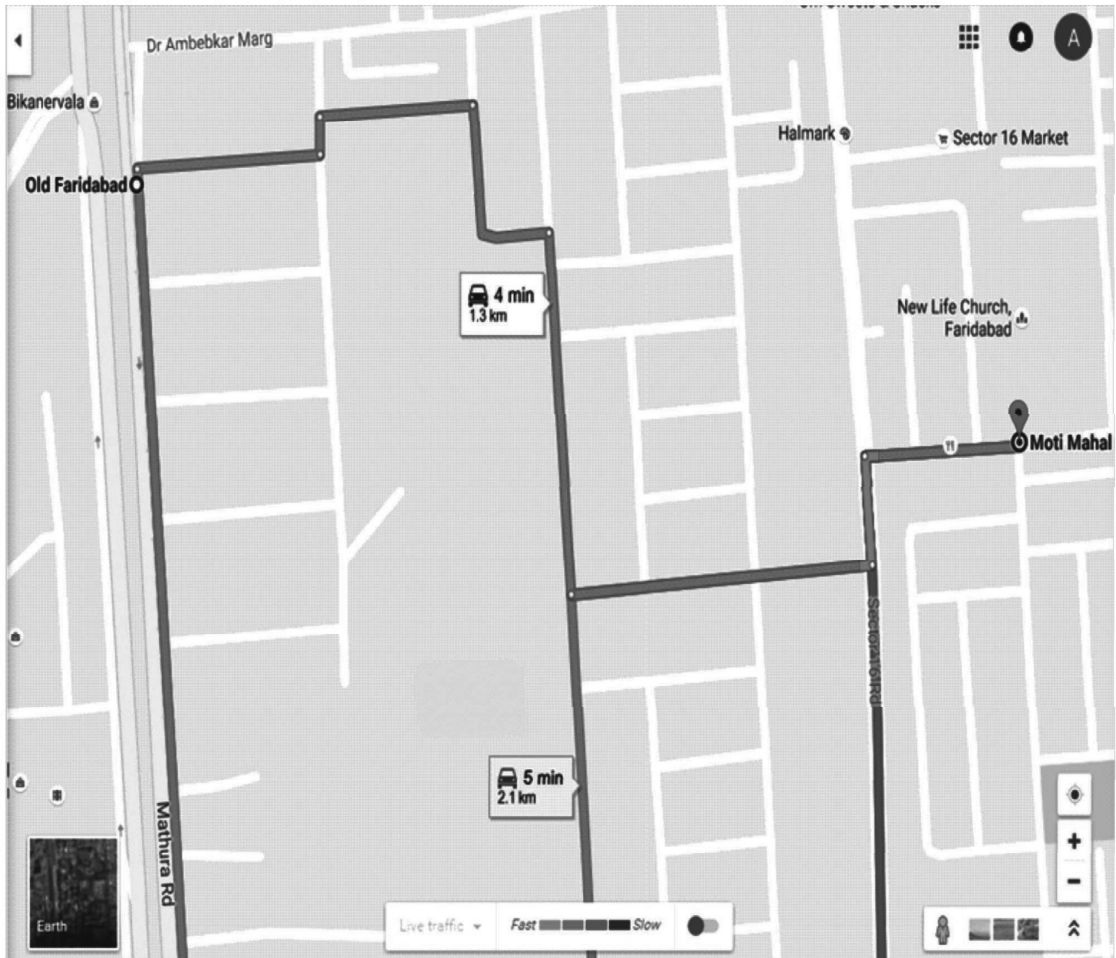 Dr Ambebkar Marg
A
Bikanervala
Halmark
Sector 16 Market
Old Faridabad
4 min
1.3 km
New Life Church,
Faridabad
Moti Mahal
5 min
2.1 km
Mathura Rd
Earth
Live traffic
Fast
Slow